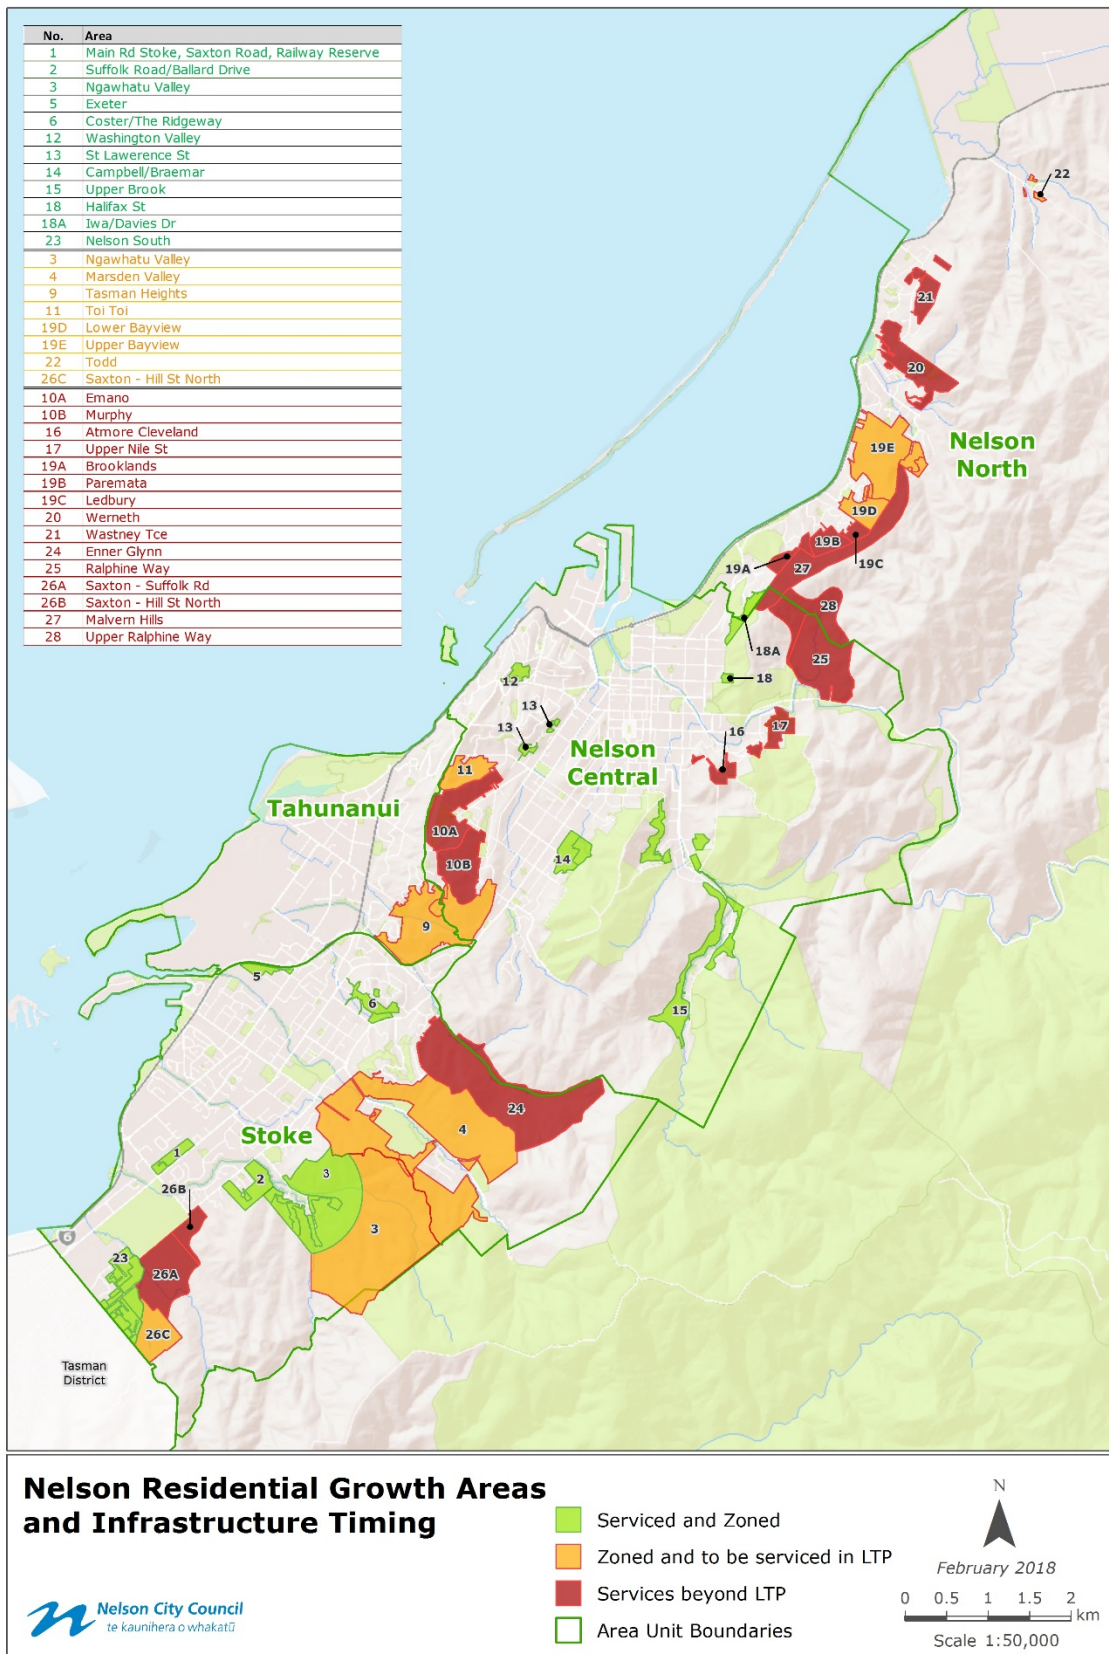 No. Area
1 Main Rd Stoke, Saxton Road, Railway Reserve
2 Suffolk Road/Ballard Drive
3 Ngawhatu Valley
5 Exeter
6 Coster/The Ridgeway
12 Washington Valley
13 St Lawerence St
14 Campbell/Braemar
15 Upper Brook
18 Halifax St
18A Iwa/Davies Dr
23 Nelson South
3 Ngawhatu Valley
4 Marsden Valley
9 Tasman Heights
11 Toi Toi
19D Lower Bayview
19E Upper Bayview
22 Todd
26C Saxton - Hill St North
10A Emano
10B Murphy
16 Atmore Cleveland
17 Upper Nile St
19A Brooklands
19B Paremata
19C Ledbury
20 Werneth
21 Wastney Tce
24 Enner Glynn
25 Ralphine Way
26A Saxton - Suffolk Rd
26B Saxton - Hill St North
27 Malvern Hills
28 Upper Ralphine Way
22
21
20
Nelson
North
19E
19D
19B
19A
27
19C
28
18A
25
18
12
13
13
17
16
Nelson
Central
11
Tahunanui
10A
10B
14
9
5
6
15
24
4
Stoke
1
2
3
26B
3
6
23
26A
26C
Tasman
District
Nelson Residential Growth Areas
and Infrastructure Timing
Nelson City Council
te kaunihera o whakatū
Serviced and Zoned
Zoned and to be serviced in LTP
Services beyond LTP
Area Unit Boundaries
N
February 2018
0 0.5 1 1.5 2
km
Scale 1:50,000